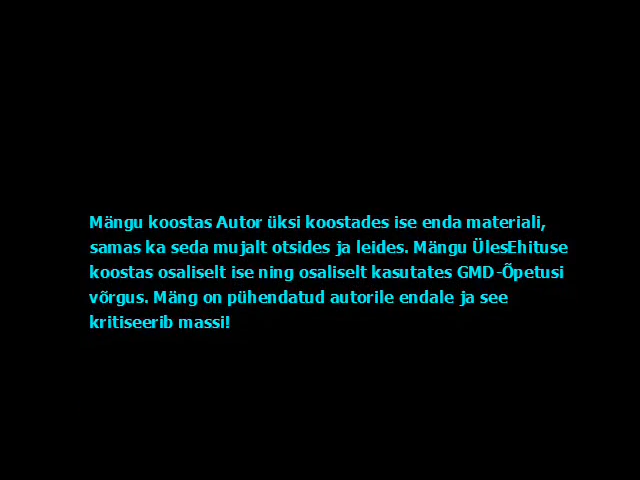 Mängu koostas Autor üksi koostades ise enda materiali,
samas ka seda mujalt otsides ja leides. Mängu ÜlesEhituse
koostas osaliselt ise ning osaliselt kasutates GMD-Õpetusi
võrgus. Mäng on pühendatud autorile endale ja see
kritiseerib massi!